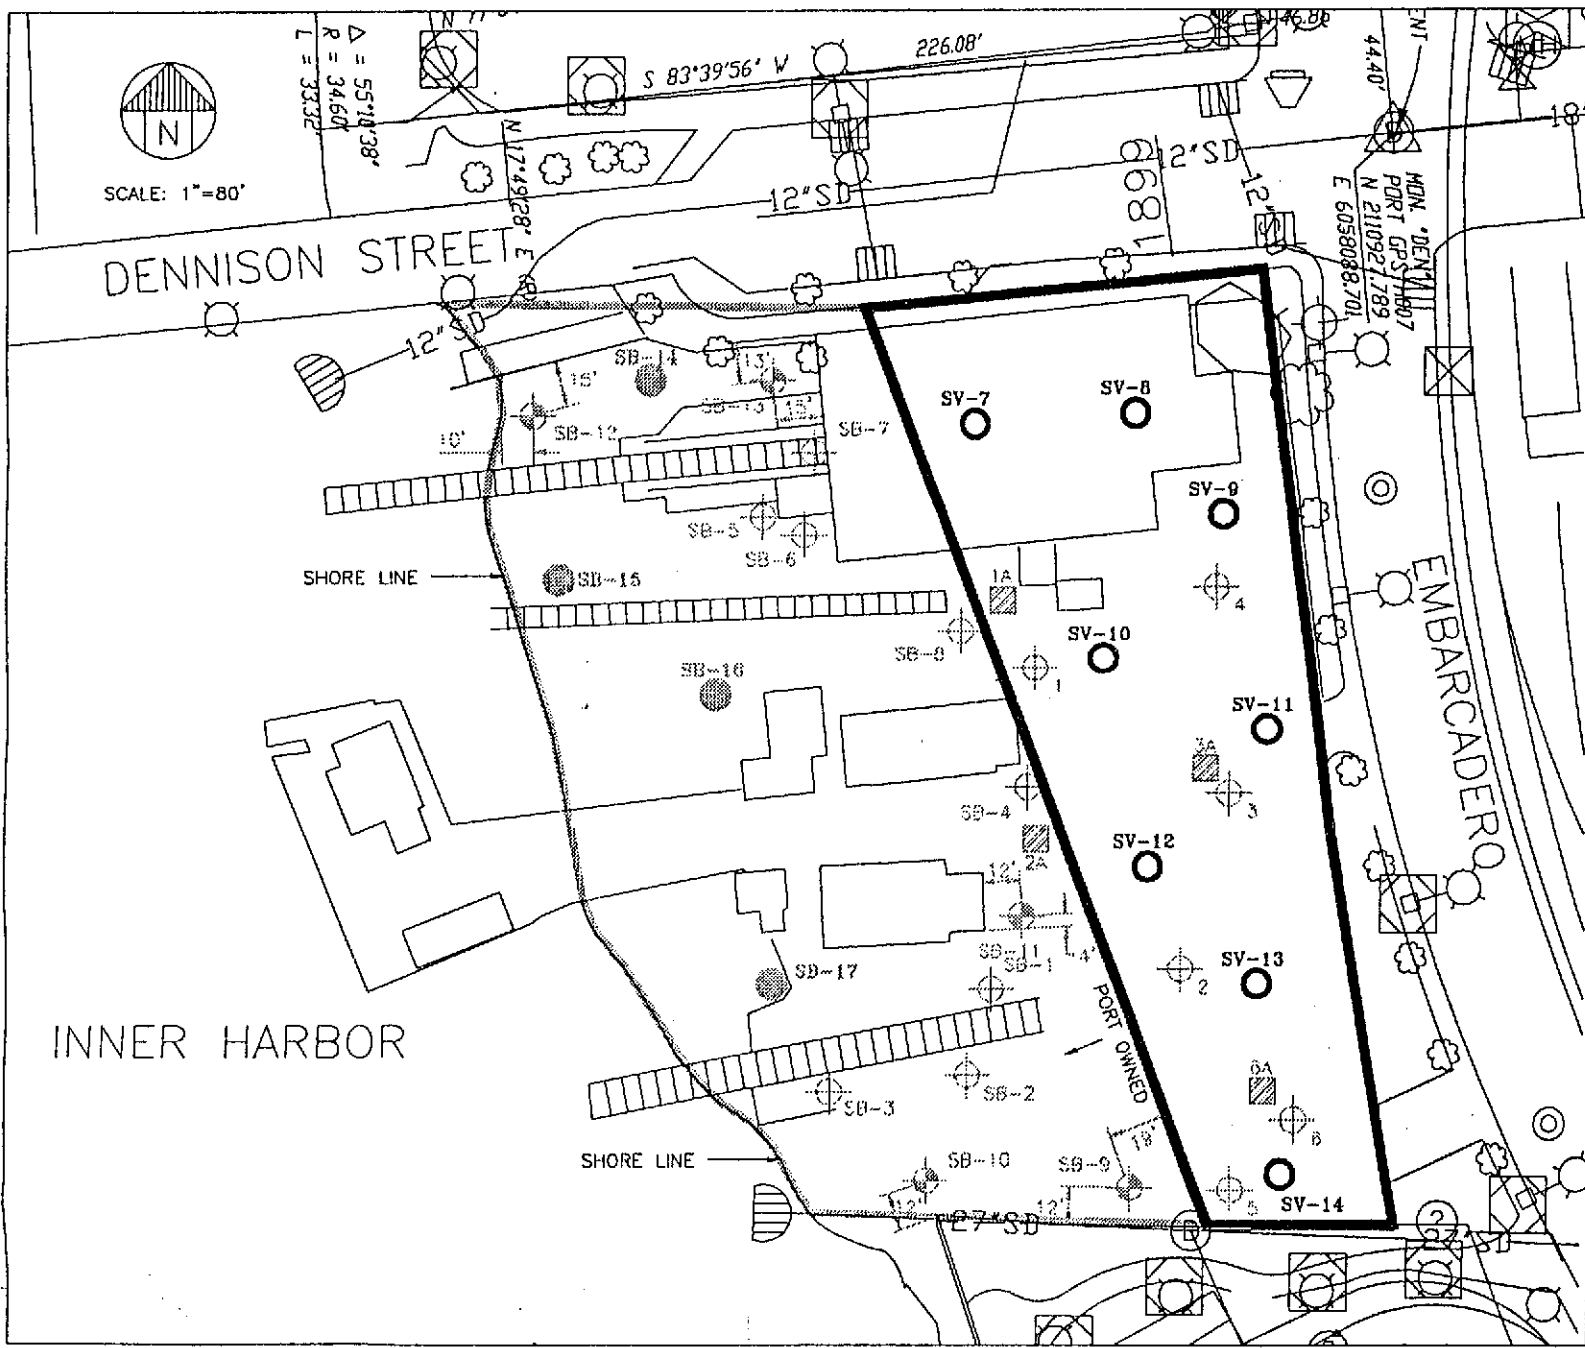 Δ = 55°10'38"
R = 34.60'
L = 33.32'
N
S 83°39'56" W
226.08'
44.40'
N
SCALE: 1"=80'
N 17°49'28" E
12"SD
12"SD
1899
12"
18"
MON. "DEN"
PORT GPS H007
N 2110927.789
E 6058088.701
DENNISON STREET
12"SD
SB-14
13'
15'
SB-13
15'
SB-12
SB-7
10'
SV-7
SV-8
SV-9
SB-5
SB-6
SHORE LINE
SB-15
1A
4
EMBARCADERO
SV-10
SB-8
SB-16
1
SV-11
3A
3
SB-4
2A
SV-12
12'
SB-11
4'
SB-1
SV-13
2
SB-17
PORT OWNED
INNER HARBOR
SB-2
SB-3
6A
6
19'
SHORE LINE
SB-10
SB-9
12'
12'
5
SV-14
27"SD